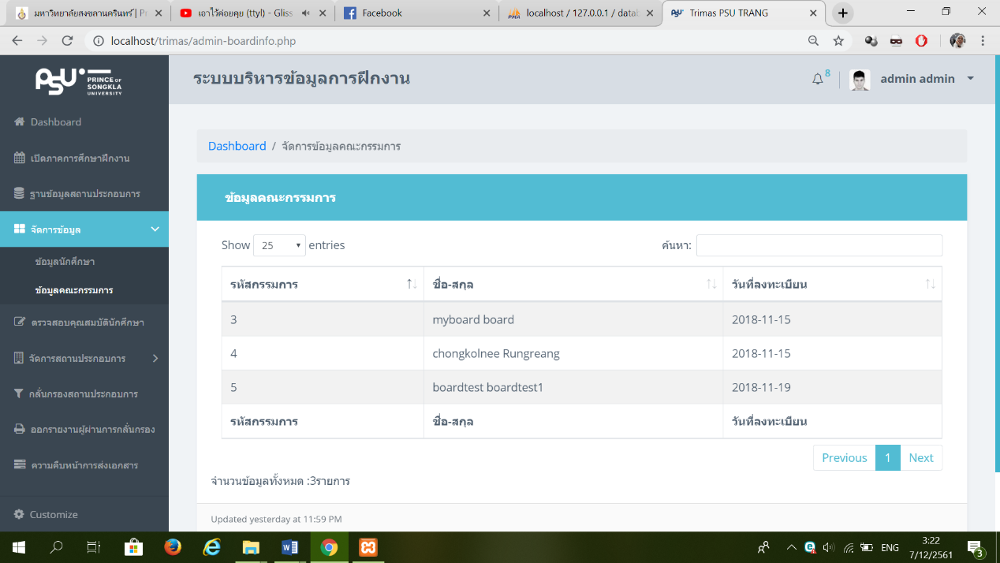 มหาวิทยาลัยสงขลานครินทร์ | Pr
เอาไว้ค่อยคุย (ttyl) - Gliss
Facebook
localhost / 127.0.0.1 / datal
Trimas PSU TRANG
localhost/trimas/admin-boardinfo.php
PSU PRINCE OF
SONGKLA
UNIVERSITY
ระบบบริหารข้อมูลการฝึกงาน
8
admin admin
Dashboard
เปิดภาคการศึกษาฝึกงาน
ฐานข้อมูลสถานประกอบการ
จัดการข้อมูล
ข้อมูลนักศึกษา
ข้อมูลคณะกรรมการ
ตรวจสอบคุณสมบัตินักศึกษา
จัดการสถานประกอบการ
กลั่นกรองสถานประกอบการ
ออกรายงานผู้ผ่านการกลั่นกรอง
ความคืบหน้าการส่งเอกสาร
Customize
Dashboard / จัดการข้อมูลคณะกรรมการ
ข้อมูลคณะกรรมการ
Show 25 entries
ค้นหา:
รหัสกรรมการ ชื่อ-สกุล วันที่ลงทะเบียน
3 myboard board 2018-11-15
4 chongkolnee Rungreang 2018-11-15
5 boardtest boardtest1 2018-11-19
รหัสกรรมการ ชื่อ-สกุล วันที่ลงทะเบียน
Previous 1 Next
จำนวนข้อมูลทั้งหมด :3รายการ
Updated yesterday at 11:59 PM
ENG
3:22
7/12/2561
3